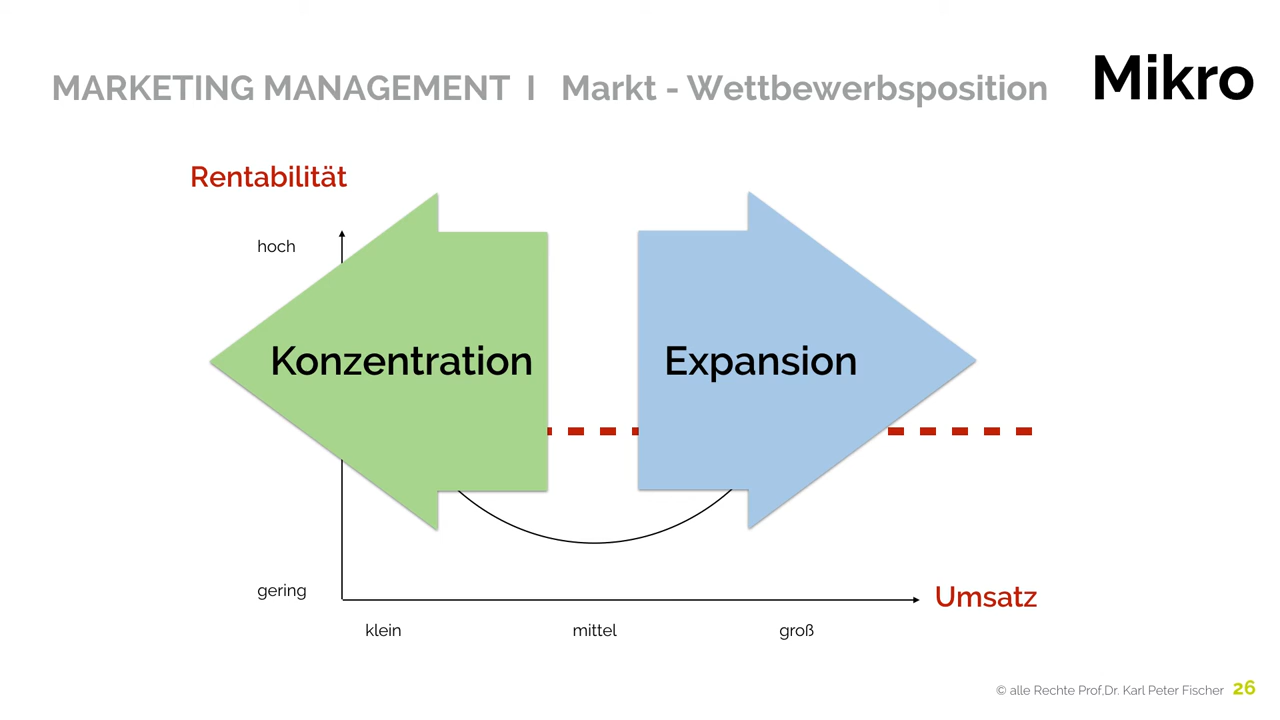 MARKETING MANAGEMENT I Markt - Wettbewerbsposition
Mikro
Rentabilität
hoch
Konzentration
Expansion
gering
Umsatz
klein
mittel
groß
© alle Rechte Prof.Dr. Karl Peter Fischer 26